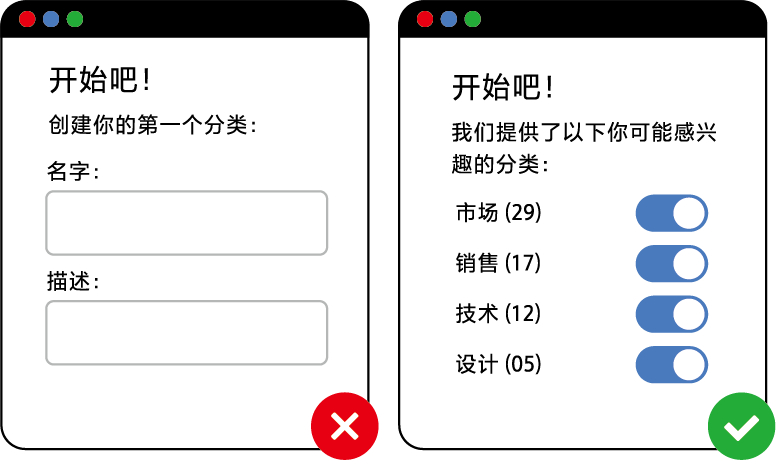 开始吧！
创建你的第一个分类：
名字：
描述：
开始吧！
我们提供了以下你可能感兴
趣的分类：
市场 (29)
销售 (17)
技术 (12)
设计 (05)